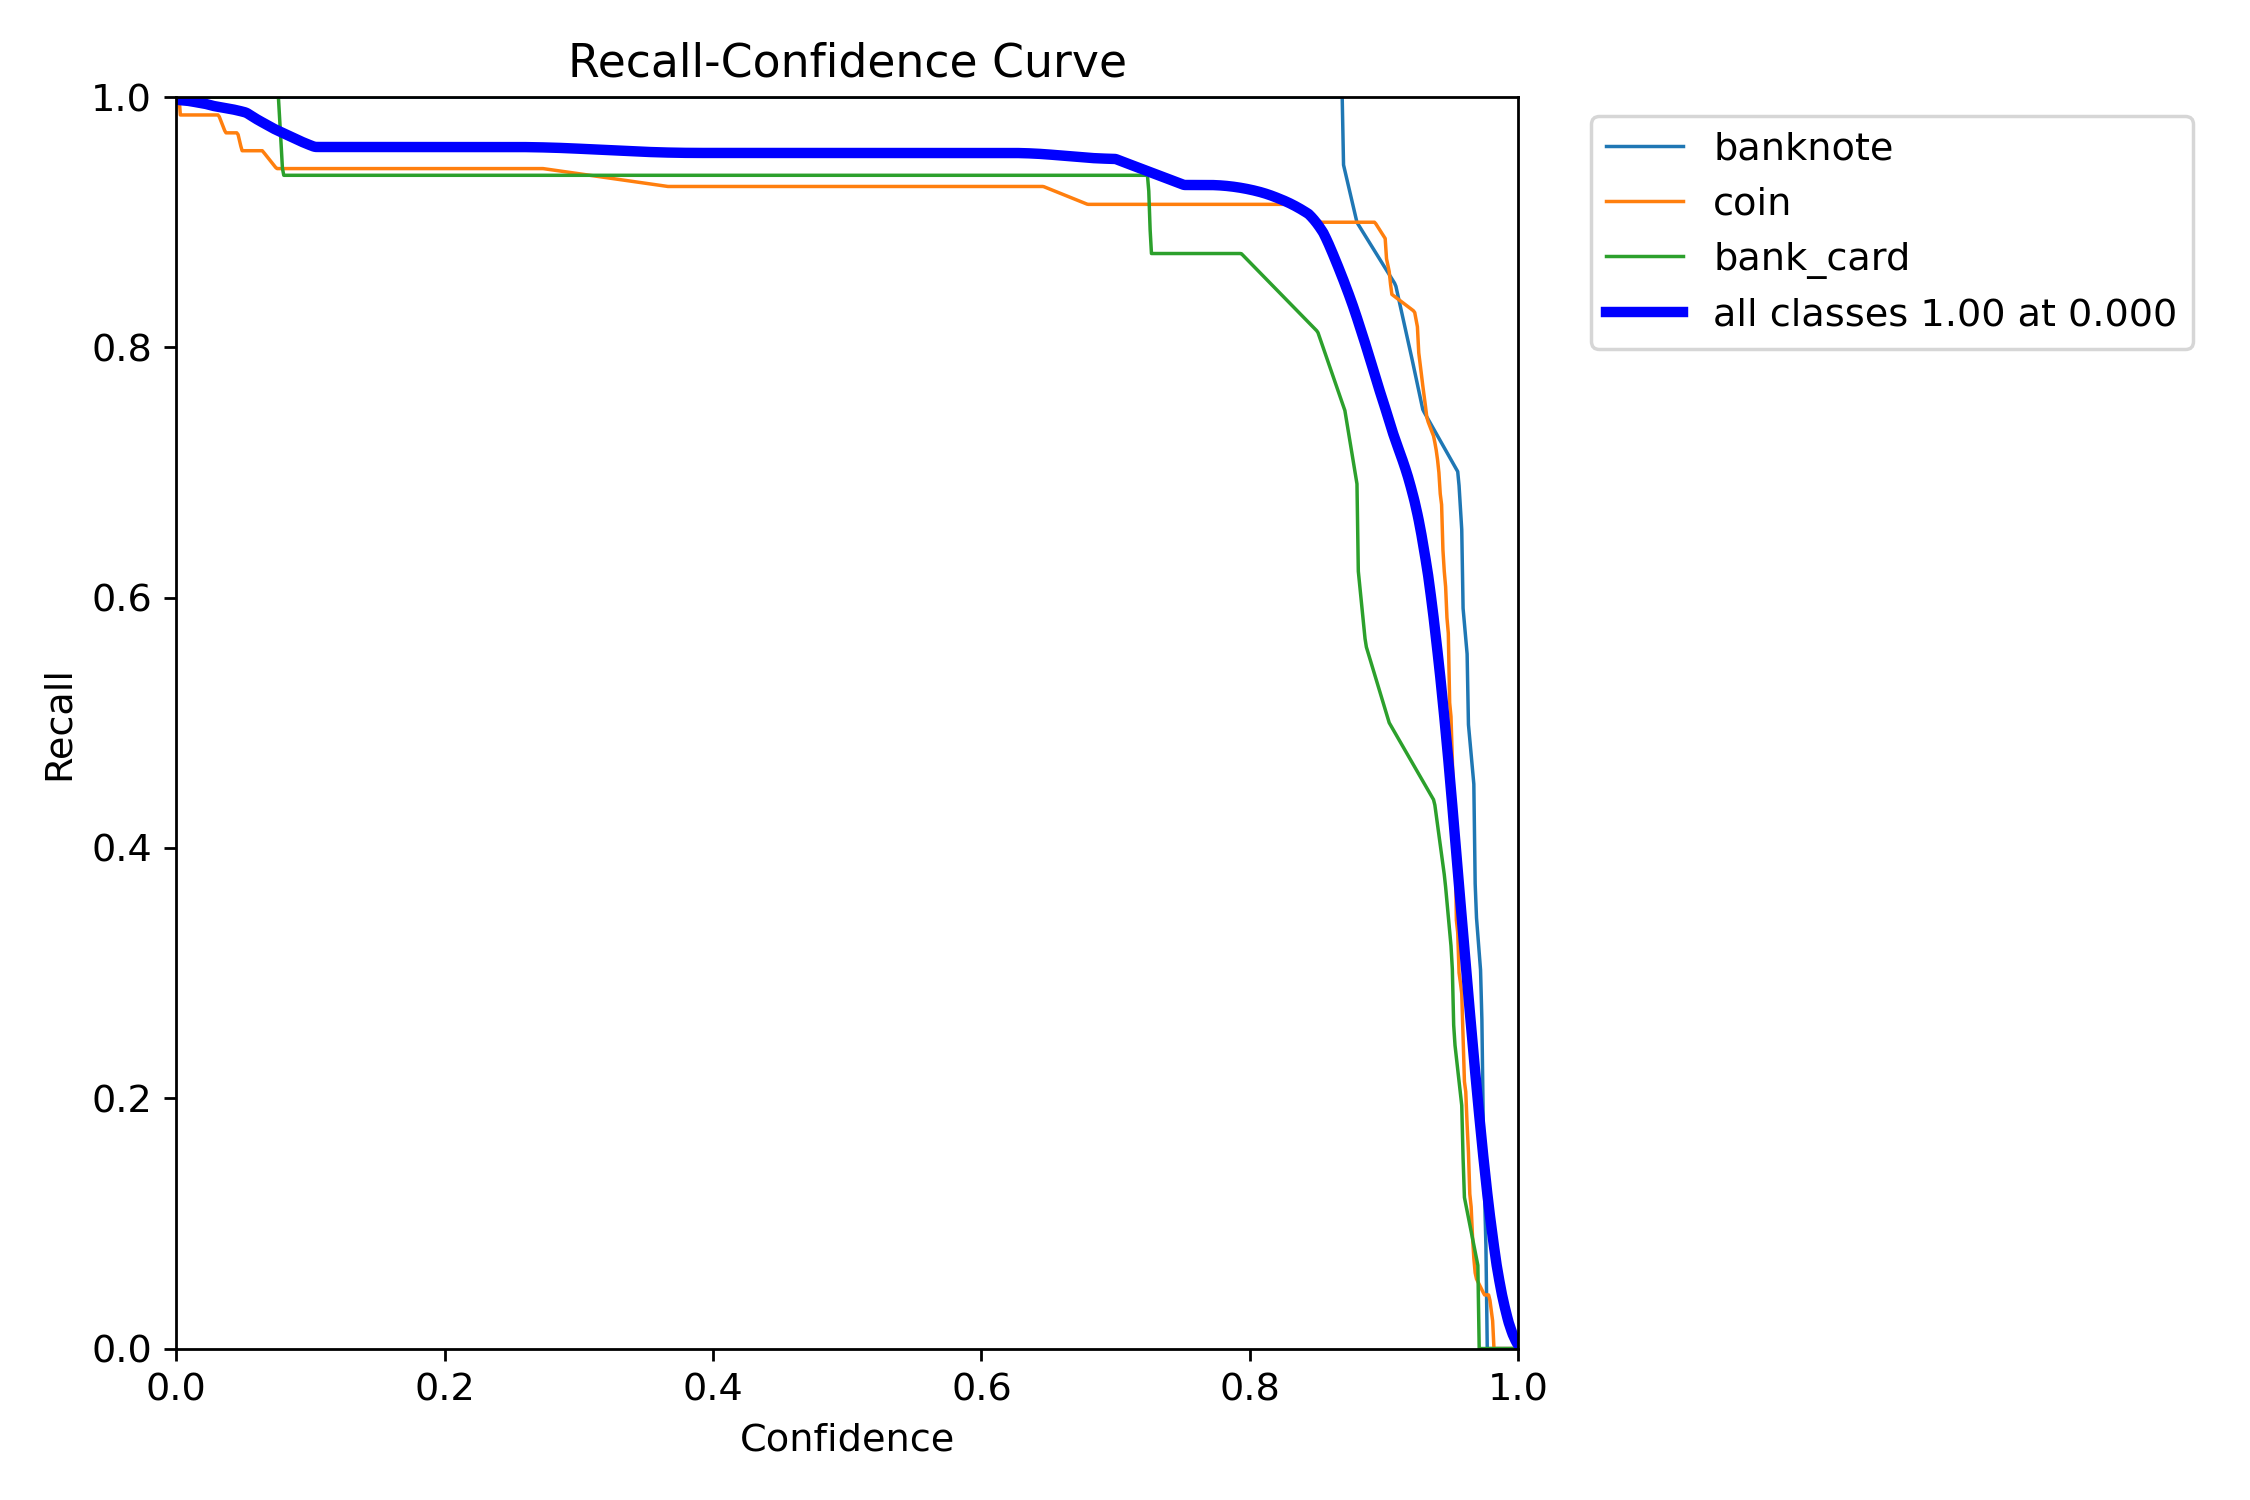 Recall-Confidence Curve
1.0
0.8
0.6
0.4
0.2
0.0
Recall
0.0 0.2 0.4 0.6 0.8 1.0
Confidence
banknote
coin
bank_card
all classes 1.00 at 0.000